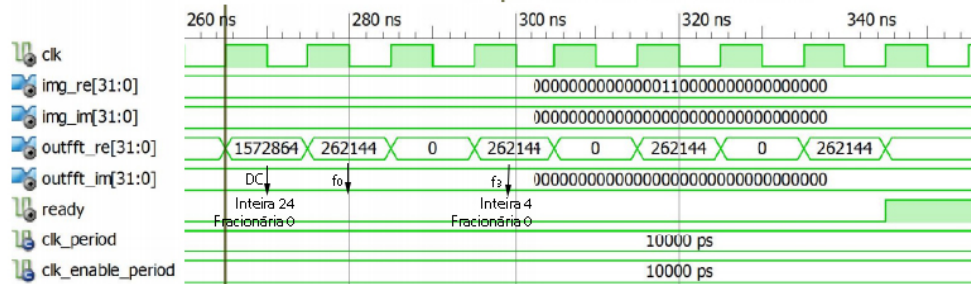 260 ns 280 ns 300 ns 320 ns 340 ns
clk
img_re[31:0] 00000000000000110000000000000000
img_im[31:0] 00000000000000000000000000000000
outfft_re[31:0] 1572864 262144 0 262144 0 262144 0 262144
outfft_im[31:0] 00000000000000000000000000000000
DC f₀ f₃
Inteira 24 Inteira 4
Fracionária 0 Fracionária 0
ready
clk_period 10000 ps
clk_enable_period 10000 ps